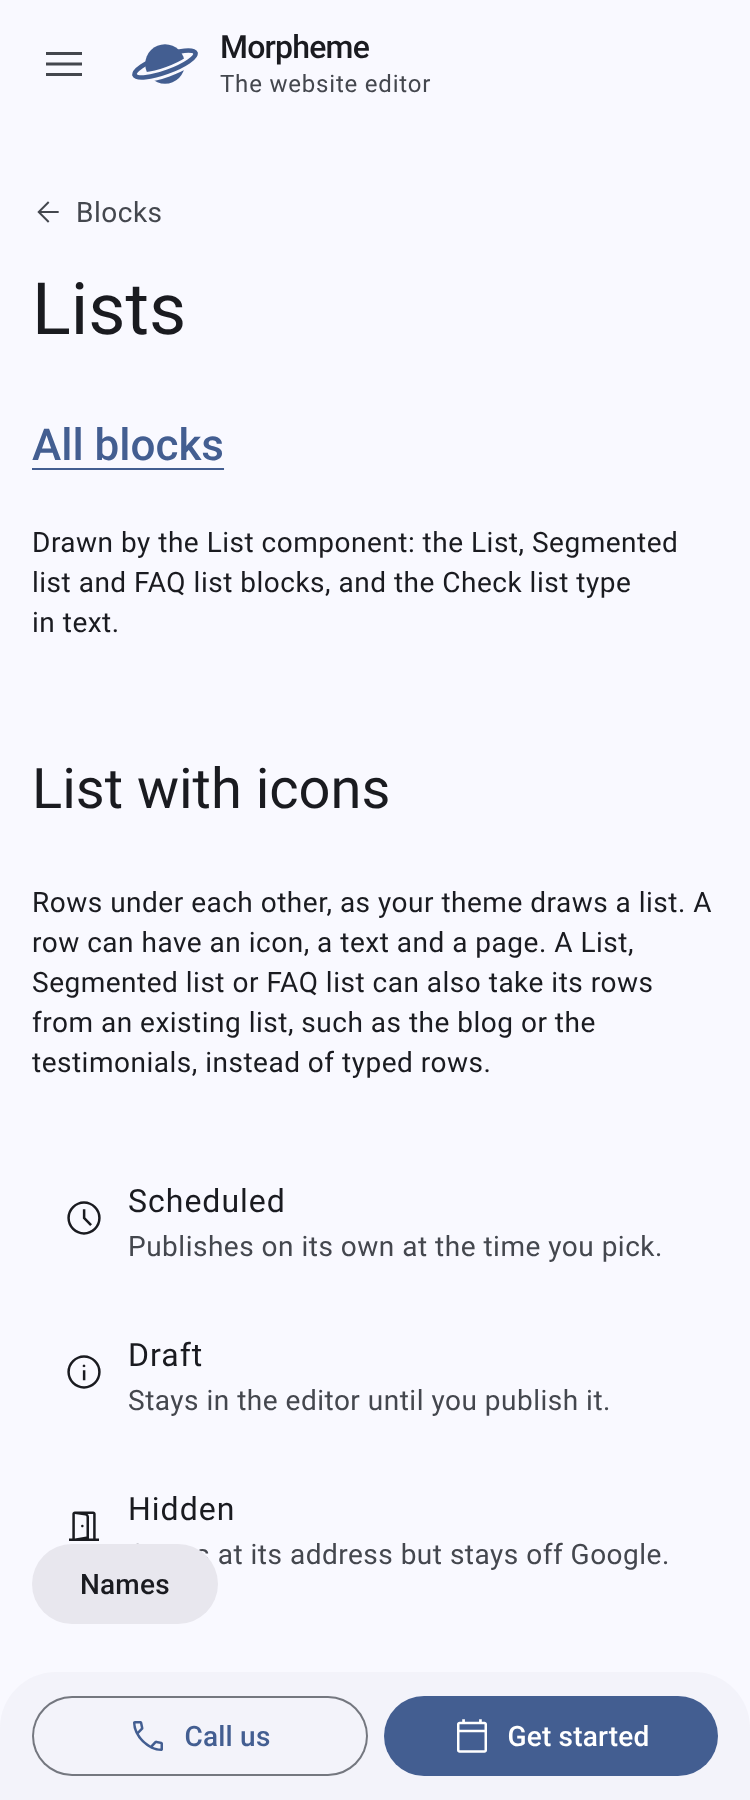 Morpheme
The website editor
Blocks
Lists
All blocks
Drawn by the List component: the List, Segmented
list and FAQ list blocks, and the Check list type
in text.
List with icons
Rows under each other, as your theme draws a list. A
row can have an icon, a text and a page. A List,
Segmented list or FAQ list can also take its rows
from an existing list, such as the blog or the
testimonials, instead of typed rows.
Scheduled
Publishes on its own at the time you pick.
Draft
Stays in the editor until you publish it.
Hidden
at its address but stays off Google.
Names
Call us
Get started